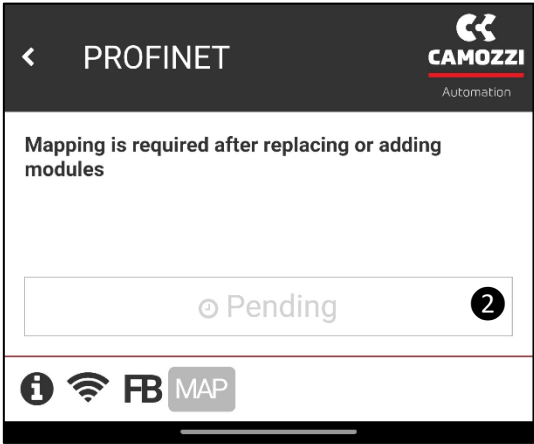 PROFINET
CAMOZZI
Automation
Mapping is required after replacing or adding
modules
Pending
2
FB
MAP